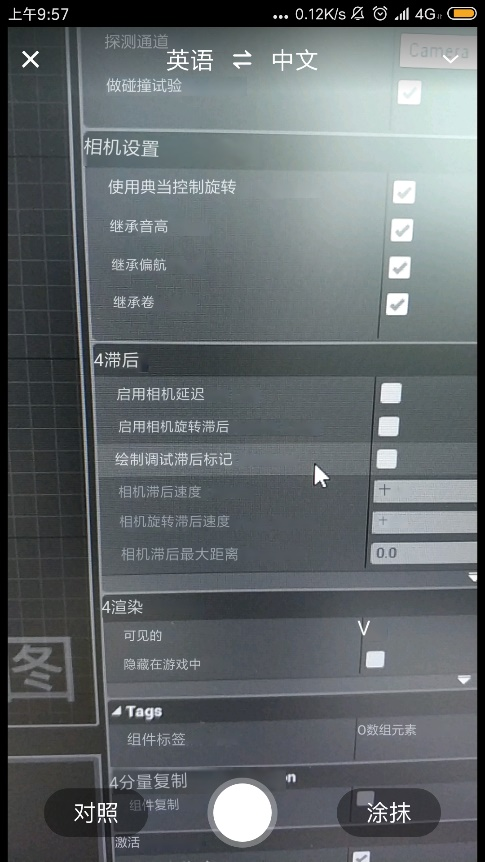 上午9:57 ... 0.12K/s 4G
探测通道 Camera
英语 中文
做碰撞试验
相机设置
使用典当控制旋转
继承音高
继承偏航
继承卷
4滞后
启用相机延迟
启用相机旋转滞后
绘制调试滞后标记
相机滞后速度
相机旋转滞后速度
相机滞后最大距离 0.0
4渲染
可见的 V
隐藏在游戏中
图
Tags
组件标签 0数组元素
4分量复制 n
组件复制
对照 涂抹
激活